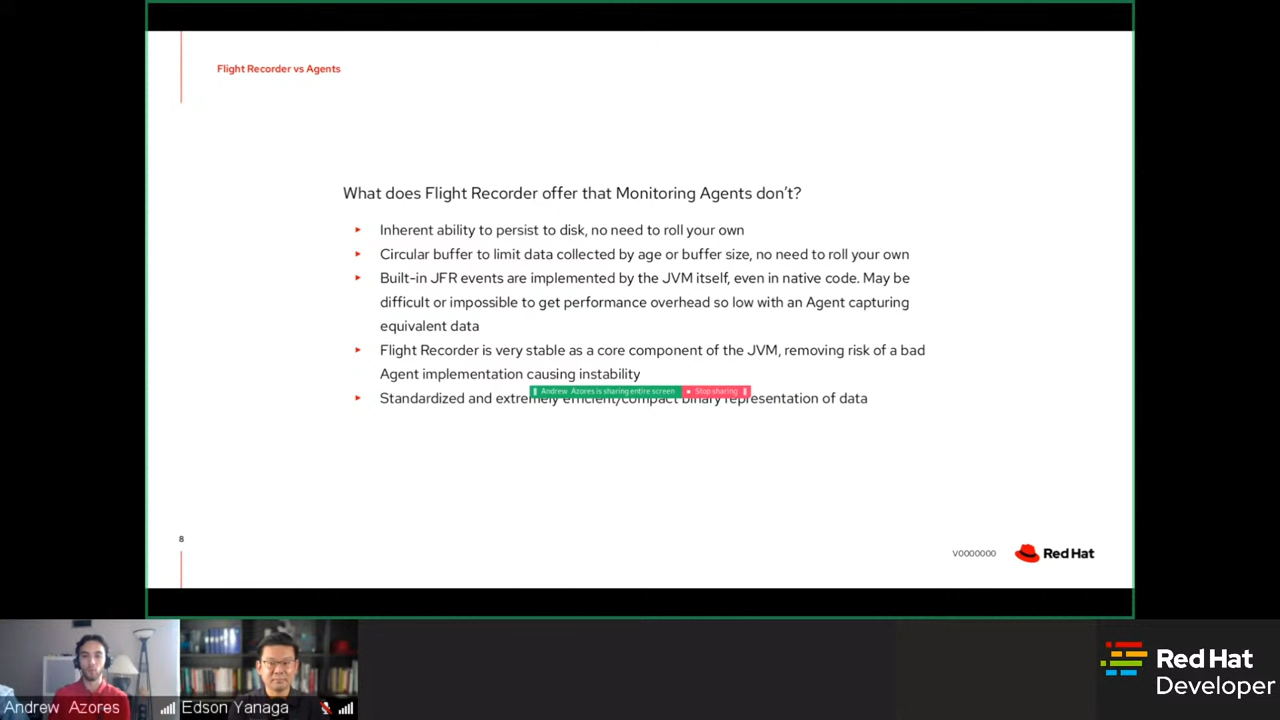 Flight Recorder vs Agents
What does Flight Recorder offer that Monitoring Agents don't?
Inherent ability to persist to disk, no need to roll your own
Circular buffer to limit data collected by age or buffer size, no need to roll your own
Built-in JFR events are implemented by the JVM itself, even in native code. May be
difficult or impossible to get performance overhead so low with an Agent capturing
equivalent data
Flight Recorder is very stable as a core component of the JVM, removing risk of a bad
Agent implementation causing instability
Andrew Azores is sharing entire screen
Stop sharing
Standardized and extremely efficient/compact binary representation of data
8
V0000000
Red Hat
Andrew Azores
Edson Yanaga
Red Hat
Developer